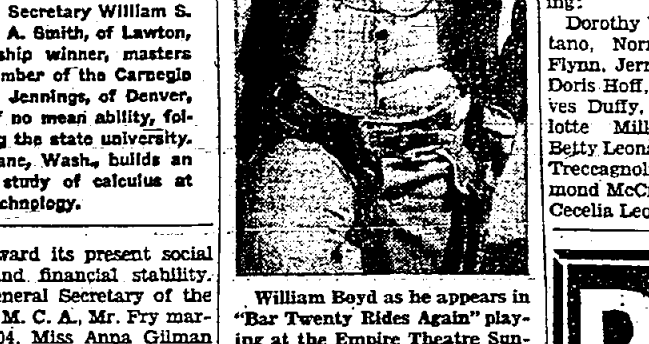 Secretary William S.
A. Smith, of Lawton,
ship winner, masters
mber of the Carnegie
Jennings, of Denver,
no mean ability, fol-
g the state university.
ane, Wash., builds an
study of calculus at
chnology.
ward its present social
nd financial stability.
eneral Secretary of the
M. C. A., Mr. Fry mar-
04, Miss Anna Gilman
William Boyd as he appears in
"Bar Twenty Rides Again" play-
ing at the Empire Theatre Sun-
ing:
Dorothy
tano, Nor
Flynn, Jer
Doris Hoff,
ves Duffy,
lotte Mill
Betty Leona
Treccagnol
mond McC
Cecelia Leo